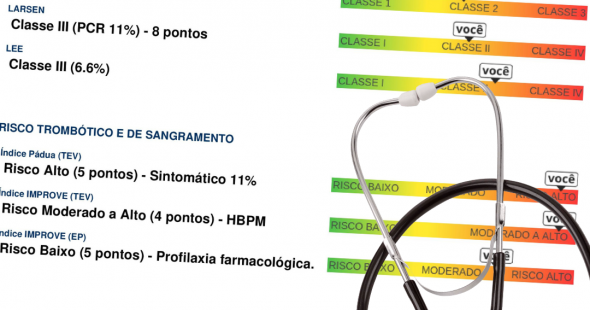 LARSEN
Classe III (PCR 11%) - 8 pontos
LEE
Classe III (6.6%)
CLASSE 1 CLASSE 2 CLASSE 3
você
CLASSE I CLASSE II CLASSE IV
você
CLASSE I CLASSE IV
RISCO TROMBÓTICO E DE SANGRAMENTO
Índice Pádua (TEV)
Risco Alto (5 pontos) - Sintomático 11%
Índice IMPROVE (TEV)
Risco Moderado a Alto (4 pontos) - HBPM
Índice IMPROVE (EP)
Risco Baixo (5 pontos) - Profilaxia farmacológica.
você
RISCO BAIXO RISCO ALTO
você
RISCO BAIXO MODERADO A ALTO
você
RISCO BAIXO MODERADO RISCO ALTO